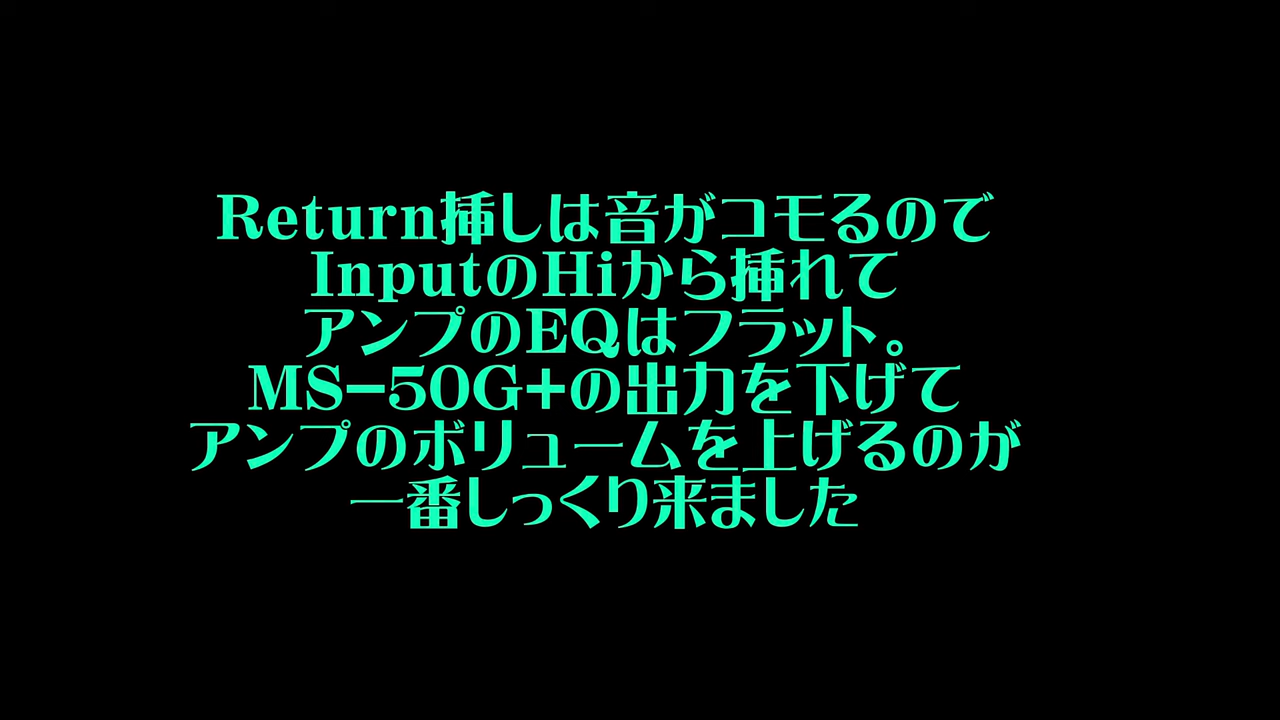 Return挿しは音がコモるので
InputのHiから挿れて
アンプのEQはフラット。
MS-50G+の出力を下げて
アンプのボリュームを上げるのが
一番しっくり来ました